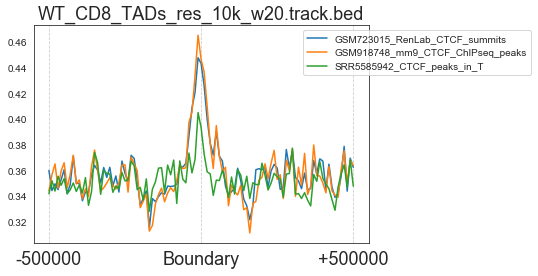 WT_CD8_TADs_res_10k_w20.track.bed
GSM723015_RenLab_CTCF_summits
GSM918748_mm9_CTCF_ChIPseq_peaks
SRR5585942_CTCF_peaks_in_T
0.46
0.44
0.42
0.40
0.38
0.36
0.34
0.32
-500000 Boundary +500000